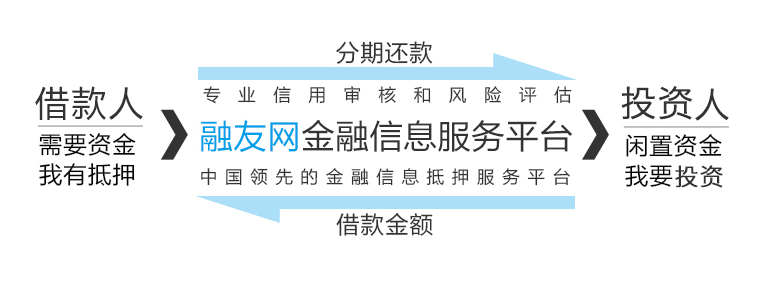 借款人
需要资金
我有抵押
分期还款
专业信用审核和风险评估
融友网金融信息服务平台
中国领先的金融信息抵押服务平台
借款金额
投资人
闲置资金
我要投资